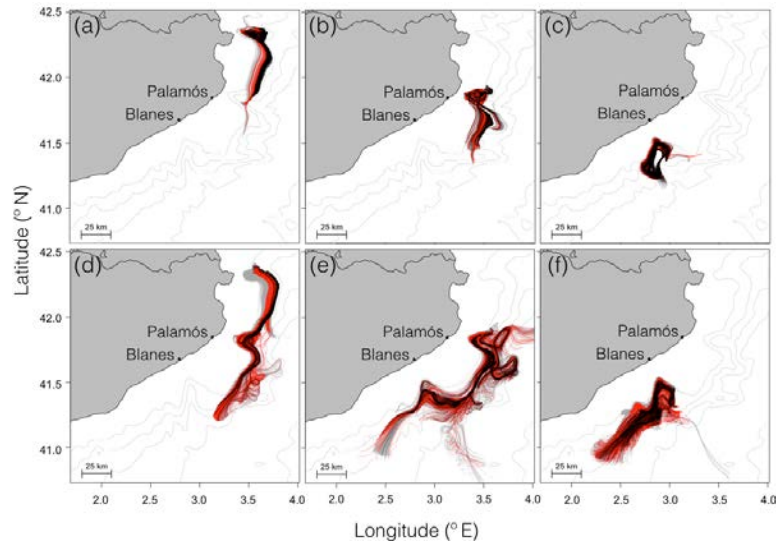 (a)
(b)
(c)
42.5
42.0
41.5
41.0
Palamós
Blanes
25 km
Palamós
Blanes
25 km
Palamós
Blanes
25 km
Latitude (° N)
(d)
(e)
(f)
42.5
42.0
41.5
41.0
Palamós
Blanes
25 km
Palamós
Blanes
25 km
Palamós
Blanes
25 km
2.0 2.5 3.0 3.5 4.0
2.0 2.5 3.0 3.5 4.0
2.0 2.5 3.0 3.5 4.0
Longitude (° E)